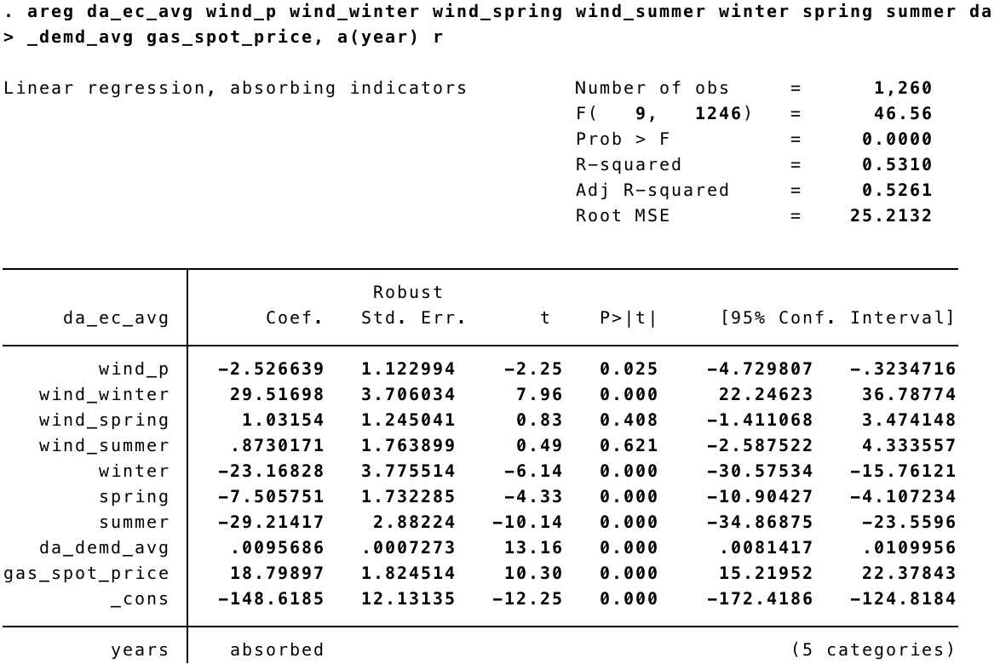 . areg da_ec_avg wind_p wind_winter wind_spring wind_summer winter spring summer da
> _demd_avg gas_spot_price, a(year) r
Linear regression, absorbing indicators Number of obs = 1,260
F( 9, 1246) = 46.56
Prob > F = 0.0000
R-squared = 0.5310
Adj R-squared = 0.5261
Root MSE = 25.2132
Robust
da_ec_avg Coef. Std. Err. t P>|t| [95% Conf. Interval]
wind_p -2.526639 1.122994 -2.25 0.025 -4.729807 -.3234716
wind_winter 29.51698 3.706034 7.96 0.000 22.24623 36.78774
wind_spring 1.03154 1.245041 0.83 0.408 -1.411068 3.474148
wind_summer .8730171 1.763899 0.49 0.621 -2.587522 4.333557
winter -23.16828 3.775514 -6.14 0.000 -30.57534 -15.76121
spring -7.505751 1.732285 -4.33 0.000 -10.90427 -4.107234
summer -29.21417 2.88224 -10.14 0.000 -34.86875 -23.5596
da_demd_avg .0095686 .0007273 13.16 0.000 .0081417 .0109956
gas_spot_price 18.79897 1.824514 10.30 0.000 15.21952 22.37843
_cons -148.6185 12.13135 -12.25 0.000 -172.4186 -124.8184
years absorbed (5 categories)